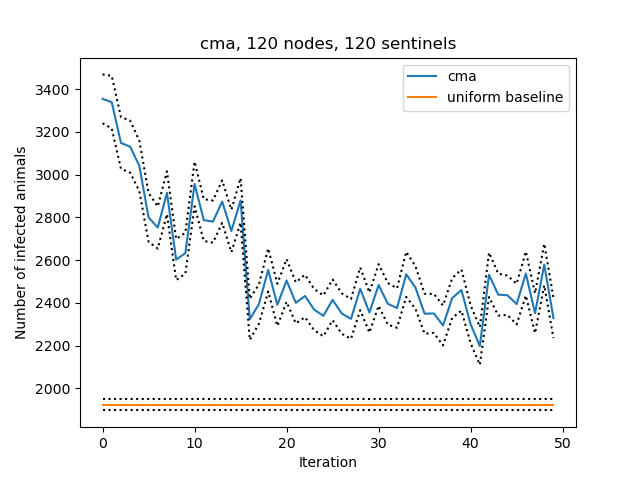 cma, 120 nodes, 120 sentinels
cma
uniform baseline
Number of infected animals
3400
3200
3000
2800
2600
2400
2200
2000
0 10 20 30 40 50
Iteration